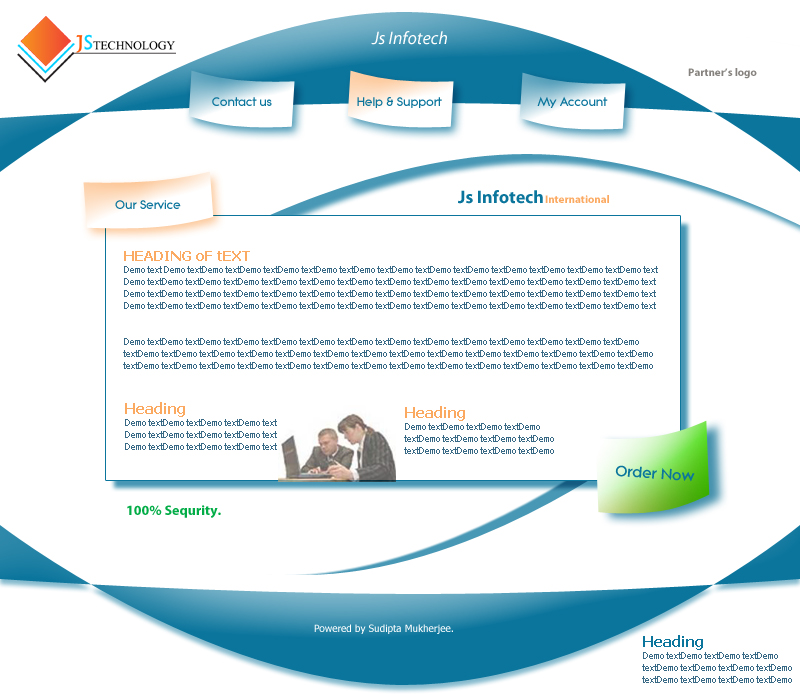 Js Infotech
JS TECHNOLOGY
Partner's logo
Contact us
Help & Support
My Account
Our Service
Js Infotech International
HEADING oF tEXT
Demo text Demo textDemo textDemo textDemo textDemo textDemo textDemo textDemo textDemo textDemo textDemo textDemo textDemo text
Demo textDemo textDemo textDemo textDemo textDemo textDemo textDemo textDemo textDemo textDemo textDemo textDemo textDemo text
Demo textDemo textDemo textDemo textDemo textDemo textDemo textDemo textDemo textDemo textDemo textDemo textDemo textDemo text
Demo textDemo textDemo textDemo textDemo textDemo textDemo textDemo textDemo textDemo textDemo textDemo textDemo textDemo text
Demo textDemo textDemo textDemo textDemo textDemo textDemo textDemo textDemo textDemo textDemo textDemo textDemo textDemo
textDemo textDemo textDemo textDemo textDemo textDemo textDemo textDemo textDemo textDemo textDemo textDemo textDemo textDemo
textDemo textDemo textDemo textDemo textDemo textDemo textDemo textDemo textDemo textDemo textDemo textDemo textDemo textDemo
Heading
Demo textDemo textDemo textDemo text
Demo textDemo textDemo textDemo text
Demo textDemo textDemo textDemo text
Heading
Demo textDemo textDemo textDemo
textDemo textDemo textDemo textDemo
textDemo textDemo textDemo textDemo
Order Now
100% Sequrity.
Powered by Sudipta Mukherjee.
Heading
Demo textDemo textDemo textDemo
textDemo textDemo textDemo textDemo
textDemo textDemo textDemo textDemo